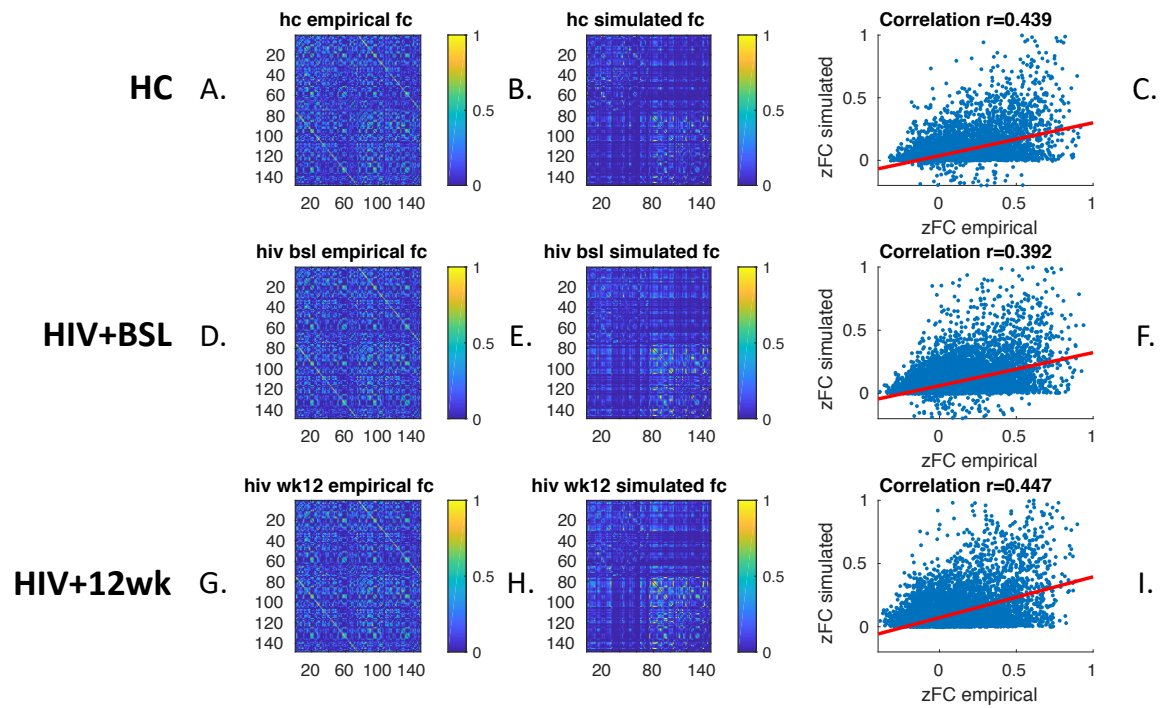 HC
A.
hc empirical fc
20
40
60
80
100
120
140
20 60 100 140
1
0.5
0
B.
hc simulated fc
20
40
60
80
100
120
140
20 80 140
1
0.5
0
Correlation r=0.439
1
0.5
0
zFC simulated
0 0.5 1
zFC empirical
C.
HIV+BSL
D.
hiv bsl empirical fc
20
40
60
80
100
120
140
20 60 100 140
1
0.5
0
E.
hiv bsl simulated fc
20
40
60
80
100
120
140
20 80 140
1
0.5
0
Correlation r=0.392
1
0.5
0
zFC simulated
0 0.5 1
zFC empirical
F.
HIV+12wk
G.
hiv wk12 empirical fc
20
40
60
80
100
120
140
20 60 100 140
1
0.5
0
H.
hiv wk12 simulated fc
20
40
60
80
100
120
140
20 80 140
1
0.5
0
Correlation r=0.447
1
0.5
0
zFC simulated
0 0.5 1
zFC empirical
I.